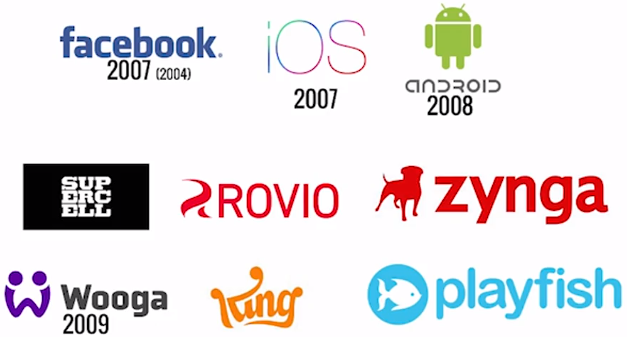 facebook.
2007 (2004)
iOS
2007
ANDROID
2008
SUP
ERC
ELL
ROVIO
zynga
Wooga
2009
King
playfish